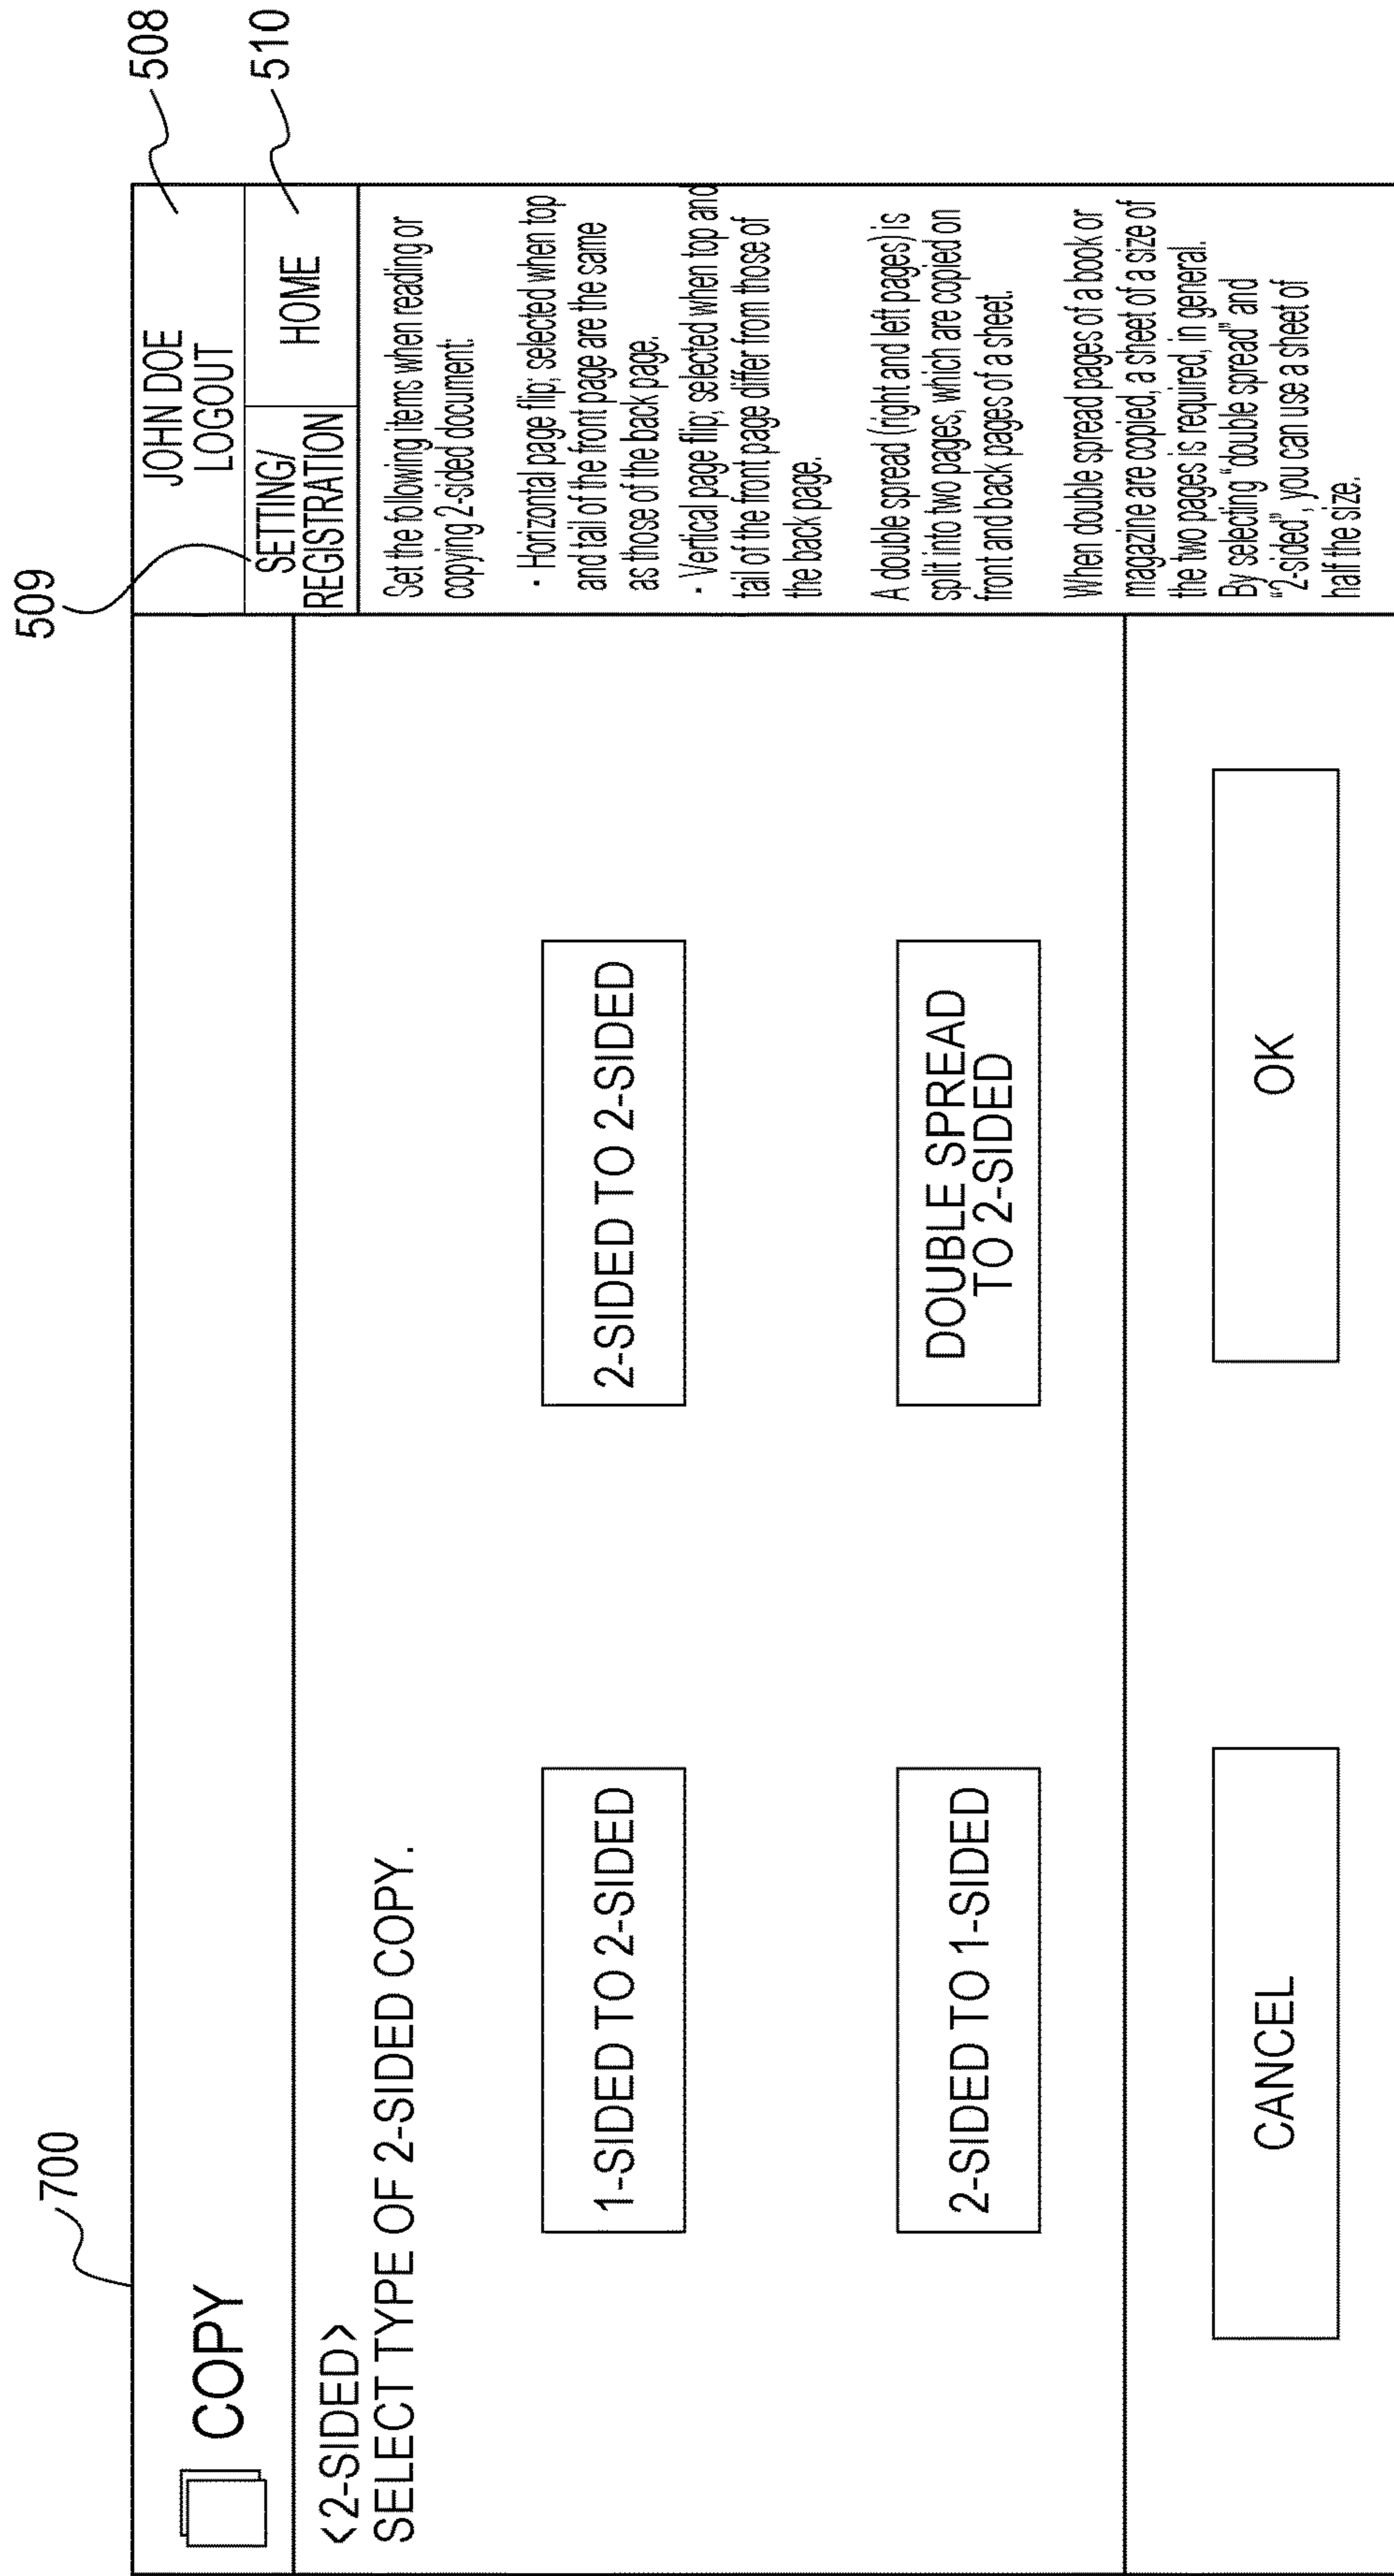 700
509
508
510
COPY
JOHN DOE
LOGOUT
SETTING/
REGISTRATION
HOME
<2-SIDED>
SELECT TYPE OF 2-SIDED COPY.
1-SIDED TO 2-SIDED
2-SIDED TO 2-SIDED
2-SIDED TO 1-SIDED
DOUBLE SPREAD
TO 2-SIDED
CANCEL
OK
Set the following items when reading or
copying 2-sided document:
・Horizontal page flip; selected when top
and tail of the front page are the same
as those of the back page.
・Vertical page flip; selected when top and
tail of the front page differ from those of
the back page.
A double spread (right and left pages) is
split into two pages, which are copied on
front and back pages of a sheet.
When double spread pages of a book or
magazine are copied, a sheet of a size of
the two pages is required, in general.
By selecting “double spread” and
“2-sided”, you can use a sheet of
half the size.